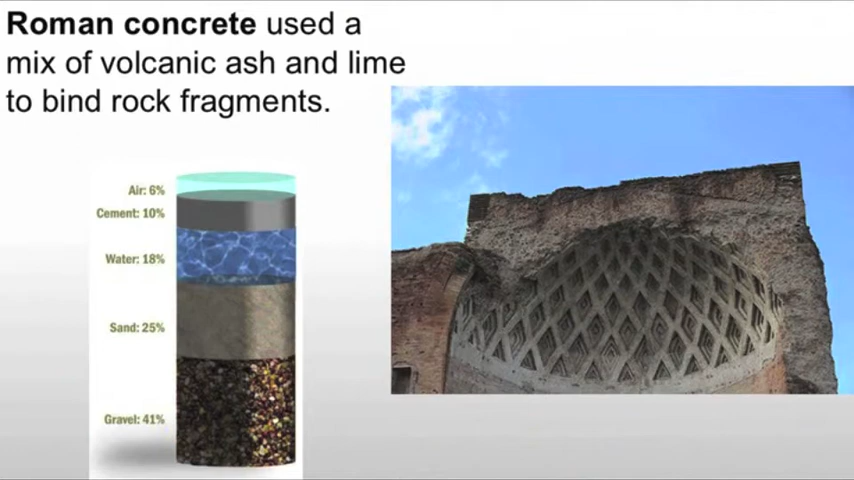 Roman concrete used a
mix of volcanic ash and lime
to bind rock fragments.
Air: 6%
Cement: 10%
Water: 18%
Sand: 25%
Gravel: 41%